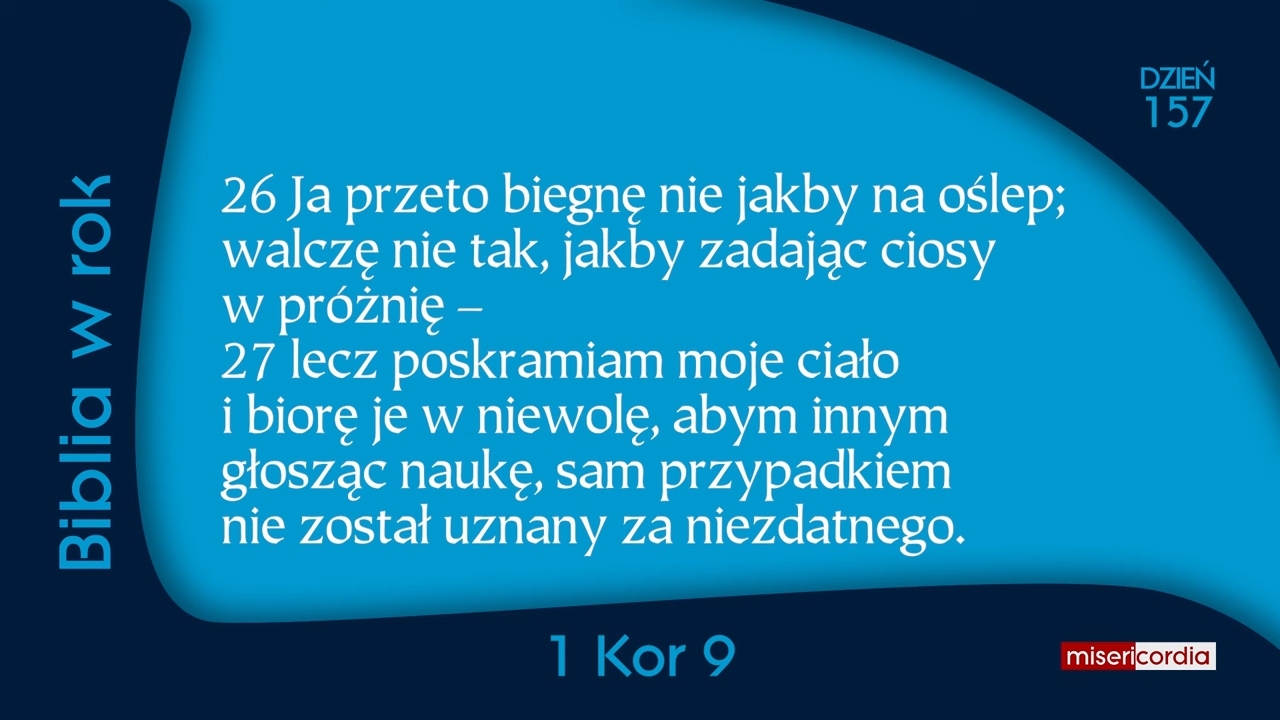 DZIEŃ
157
Biblia w rok
26 Ja przeto biegnę nie jakby na oślep;
walczę nie tak, jakby zadając ciosy
w próżnię –
27 lecz poskramiam moje ciało
i biorę je w niewolę, abym innym
głosząc naukę, sam przypadkiem
nie został uznany za niezdatnego.
1 Kor 9
misericordia